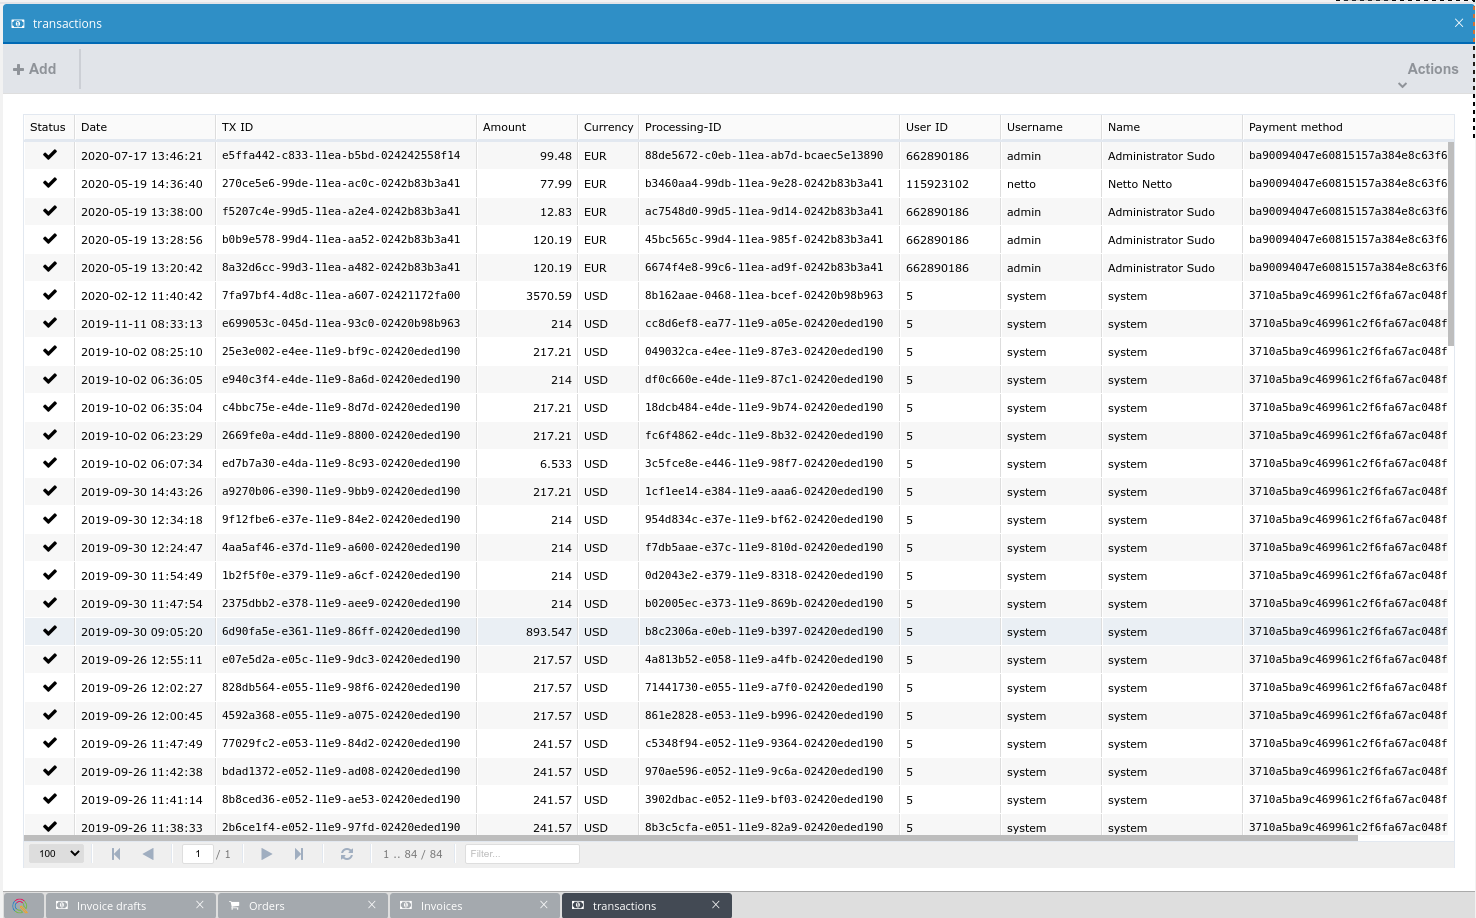 transactions
Add
Actions
Status Date TX ID Amount Currency Processing-ID User ID Username Name Payment method
2020-07-17 13:46:21 e5ffa442-c833-11ea-b5bd-024242558f14 99.48 EUR 88de5672-c0eb-11ea-ab7d-bcaec5e13890 662890186 admin Administrator Sudo ba90094047e60815157a384e8c63f6
2020-05-19 14:36:40 270ce5e6-99de-11ea-ac0c-0242b83b3a41 77.99 EUR b3460aa4-99db-11ea-9e28-0242b83b3a41 115923102 netto Netto Netto ba90094047e60815157a384e8c63f6
2020-05-19 13:38:00 f5207c4e-99d5-11ea-a2e4-0242b83b3a41 12.83 EUR ac7548d0-99d5-11ea-9d14-0242b83b3a41 662890186 admin Administrator Sudo ba90094047e60815157a384e8c63f6
2020-05-19 13:28:56 b0b9e578-99d4-11ea-aa52-0242b83b3a41 120.19 EUR 45bc565c-99d4-11ea-985f-0242b83b3a41 662890186 admin Administrator Sudo ba90094047e60815157a384e8c63f6
2020-05-19 13:20:42 8a32d6cc-99d3-11ea-a482-0242b83b3a41 120.19 EUR 6674f4e8-99c6-11ea-ad9f-0242b83b3a41 662890186 admin Administrator Sudo ba90094047e60815157a384e8c63f6
2020-02-12 11:40:42 7fa97bf4-4d8c-11ea-a607-02421172fa00 3570.59 USD 8b162aae-0468-11ea-bcef-02420b98b963 5 system system 3710a5ba9c469961c2f6fa67ac048f
2019-11-11 08:33:13 e699053c-045d-11ea-93c0-02420b98b963 214 USD cc8d6ef8-ea77-11e9-a05e-02420eded190 5 system system 3710a5ba9c469961c2f6fa67ac048f
2019-10-02 08:25:10 25e3e002-e4ee-11e9-bf9c-02420eded190 217.21 USD 049032ca-e4ee-11e9-87e3-02420eded190 5 system system 3710a5ba9c469961c2f6fa67ac048f
2019-10-02 06:36:05 e940c3f4-e4de-11e9-8a6d-02420eded190 214 USD df0c660e-e4de-11e9-87c1-02420eded190 5 system system 3710a5ba9c469961c2f6fa67ac048f
2019-10-02 06:35:04 c4bbc75e-e4de-11e9-8d7d-02420eded190 217.21 USD 18dcb484-e4de-11e9-9b74-02420eded190 5 system system 3710a5ba9c469961c2f6fa67ac048f
2019-10-02 06:23:29 2669fe0a-e4dd-11e9-8800-02420eded190 217.21 USD fc6f4862-e4dc-11e9-8b32-02420eded190 5 system system 3710a5ba9c469961c2f6fa67ac048f
2019-10-02 06:07:34 ed7b7a30-e4da-11e9-8c93-02420eded190 6.533 USD 3c5fce8e-e446-11e9-98f7-02420eded190 5 system system 3710a5ba9c469961c2f6fa67ac048f
2019-09-30 14:43:26 a9270b06-e390-11e9-9bb9-02420eded190 217.21 USD 1cf1ee14-e384-11e9-aaa6-02420eded190 5 system system 3710a5ba9c469961c2f6fa67ac048f
2019-09-30 12:34:18 9f12fbe6-e37e-11e9-84e2-02420eded190 214 USD 954d834c-e37e-11e9-bf62-02420eded190 5 system system 3710a5ba9c469961c2f6fa67ac048f
2019-09-30 12:24:47 4aa5af46-e37d-11e9-a600-02420eded190 214 USD f7db5aae-e37c-11e9-810d-02420eded190 5 system system 3710a5ba9c469961c2f6fa67ac048f
2019-09-30 11:54:49 1b2f5f0e-e379-11e9-a6cf-02420eded190 214 USD 0d2043e2-e379-11e9-8318-02420eded190 5 system system 3710a5ba9c469961c2f6fa67ac048f
2019-09-30 11:47:54 2375dbb2-e378-11e9-aee9-02420eded190 214 USD b02005ec-e373-11e9-869b-02420eded190 5 system system 3710a5ba9c469961c2f6fa67ac048f
2019-09-30 09:05:20 6d90fa5e-e361-11e9-86ff-02420eded190 893.547 USD b8c2306a-e0eb-11e9-b397-02420eded190 5 system system 3710a5ba9c469961c2f6fa67ac048f
2019-09-26 12:55:11 e07e5d2a-e05c-11e9-9dc3-02420eded190 217.57 USD 4a813b52-e058-11e9-a4fb-02420eded190 5 system system 3710a5ba9c469961c2f6fa67ac048f
2019-09-26 12:02:27 828db564-e055-11e9-98f6-02420eded190 217.57 USD 71441730-e055-11e9-a7f0-02420eded190 5 system system 3710a5ba9c469961c2f6fa67ac048f
2019-09-26 12:00:45 4592a368-e055-11e9-a075-02420eded190 217.57 USD 861e2828-e053-11e9-b996-02420eded190 5 system system 3710a5ba9c469961c2f6fa67ac048f
2019-09-26 11:47:49 77029fc2-e053-11e9-84d2-02420eded190 241.57 USD c5348f94-e052-11e9-9364-02420eded190 5 system system 3710a5ba9c469961c2f6fa67ac048f
2019-09-26 11:42:38 bdad1372-e052-11e9-ad08-02420eded190 241.57 USD 970ae596-e052-11e9-9c6a-02420eded190 5 system system 3710a5ba9c469961c2f6fa67ac048f
2019-09-26 11:41:14 8b8ced36-e052-11e9-ae53-02420eded190 241.57 USD 3902dbac-e052-11e9-bf03-02420eded190 5 system system 3710a5ba9c469961c2f6fa67ac048f
2019-09-26 11:38:33 2b6ce1f4-e052-11e9-97fd-02420eded190 241.57 USD 8b3c5cfa-e051-11e9-82a9-02420eded190 5 system system 3710a5ba9c469961c2f6fa67ac048f
100 1 / 1 1 .. 84 / 84 Filter...
Invoice drafts Orders Invoices transactions